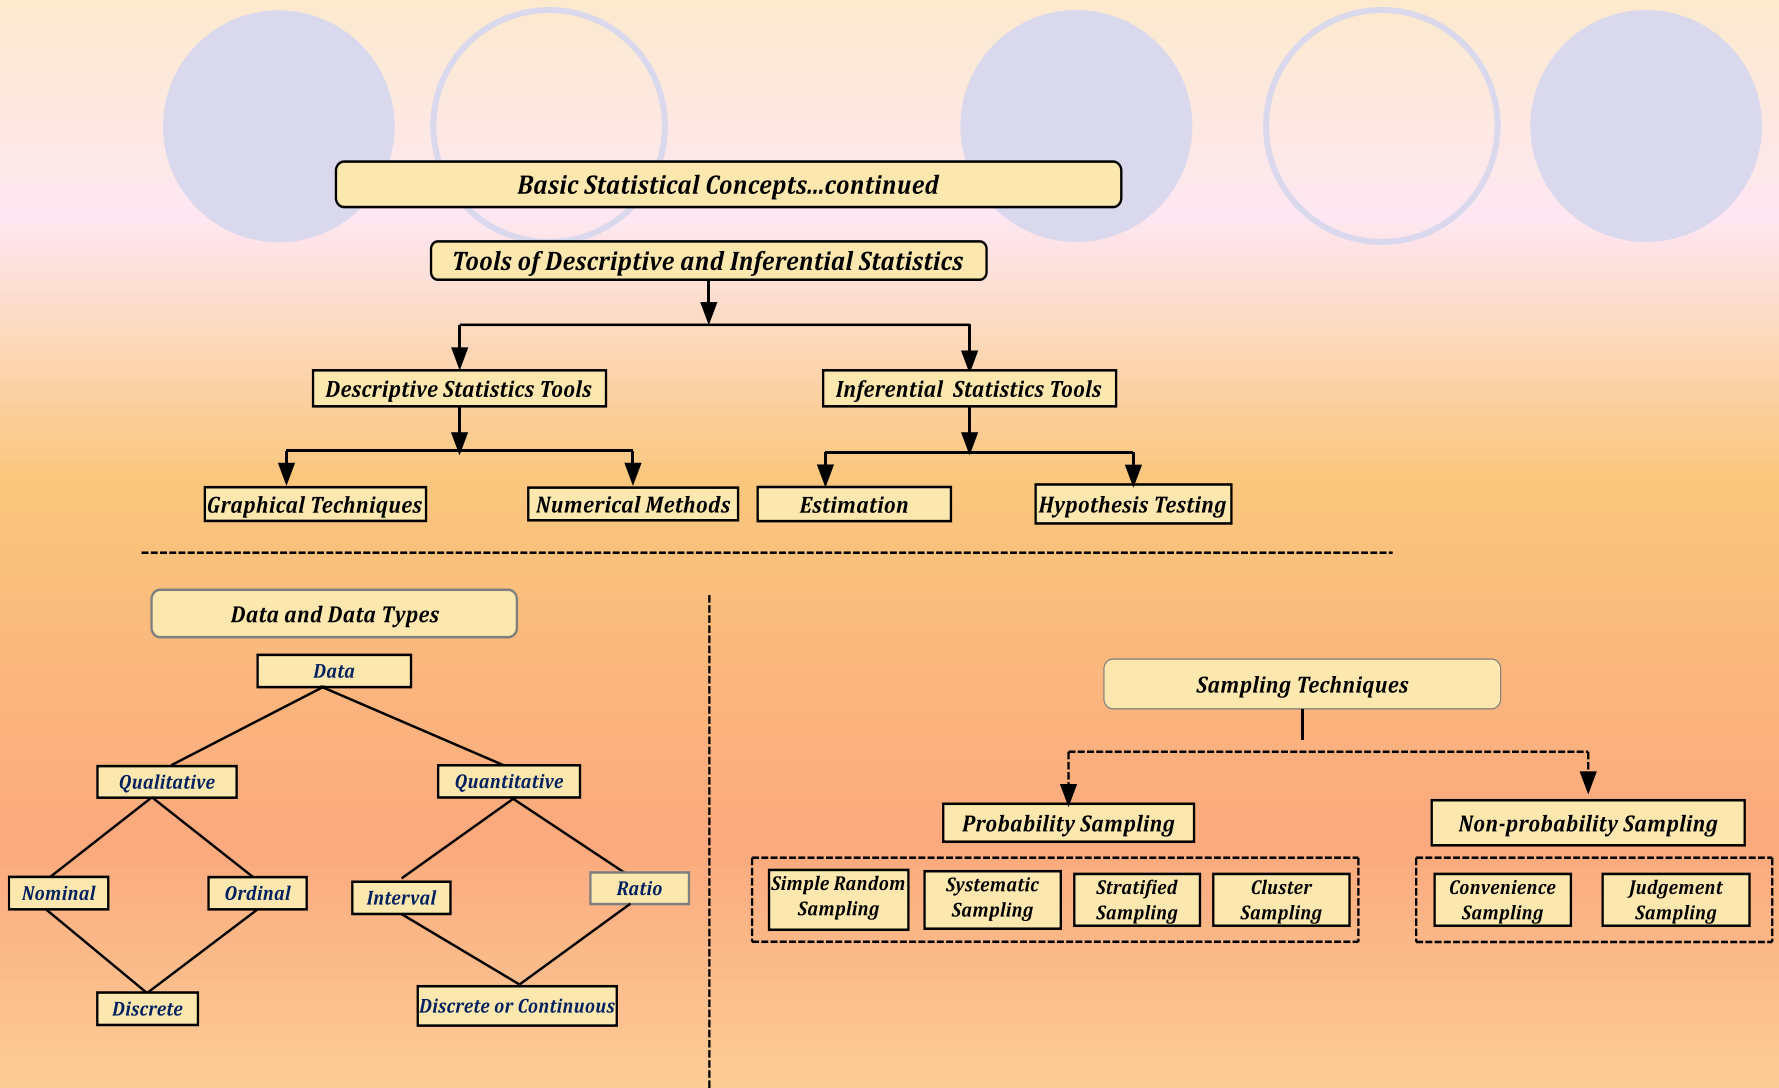 Basic Statistical Concepts...continued
Tools of Descriptive and Inferential Statistics
Descriptive Statistics Tools
Inferential Statistics Tools
Graphical Techniques
Numerical Methods
Estimation
Hypothesis Testing
Data and Data Types
Data
Qualitative
Quantitative
Nominal
Ordinal
Interval
Ratio
Discrete
Discrete or Continuous
Sampling Techniques
Probability Sampling
Non-probability Sampling
Simple Random
Sampling
Systematic
Sampling
Stratified
Sampling
Cluster
Sampling
Convenience
Sampling
Judgement
Sampling